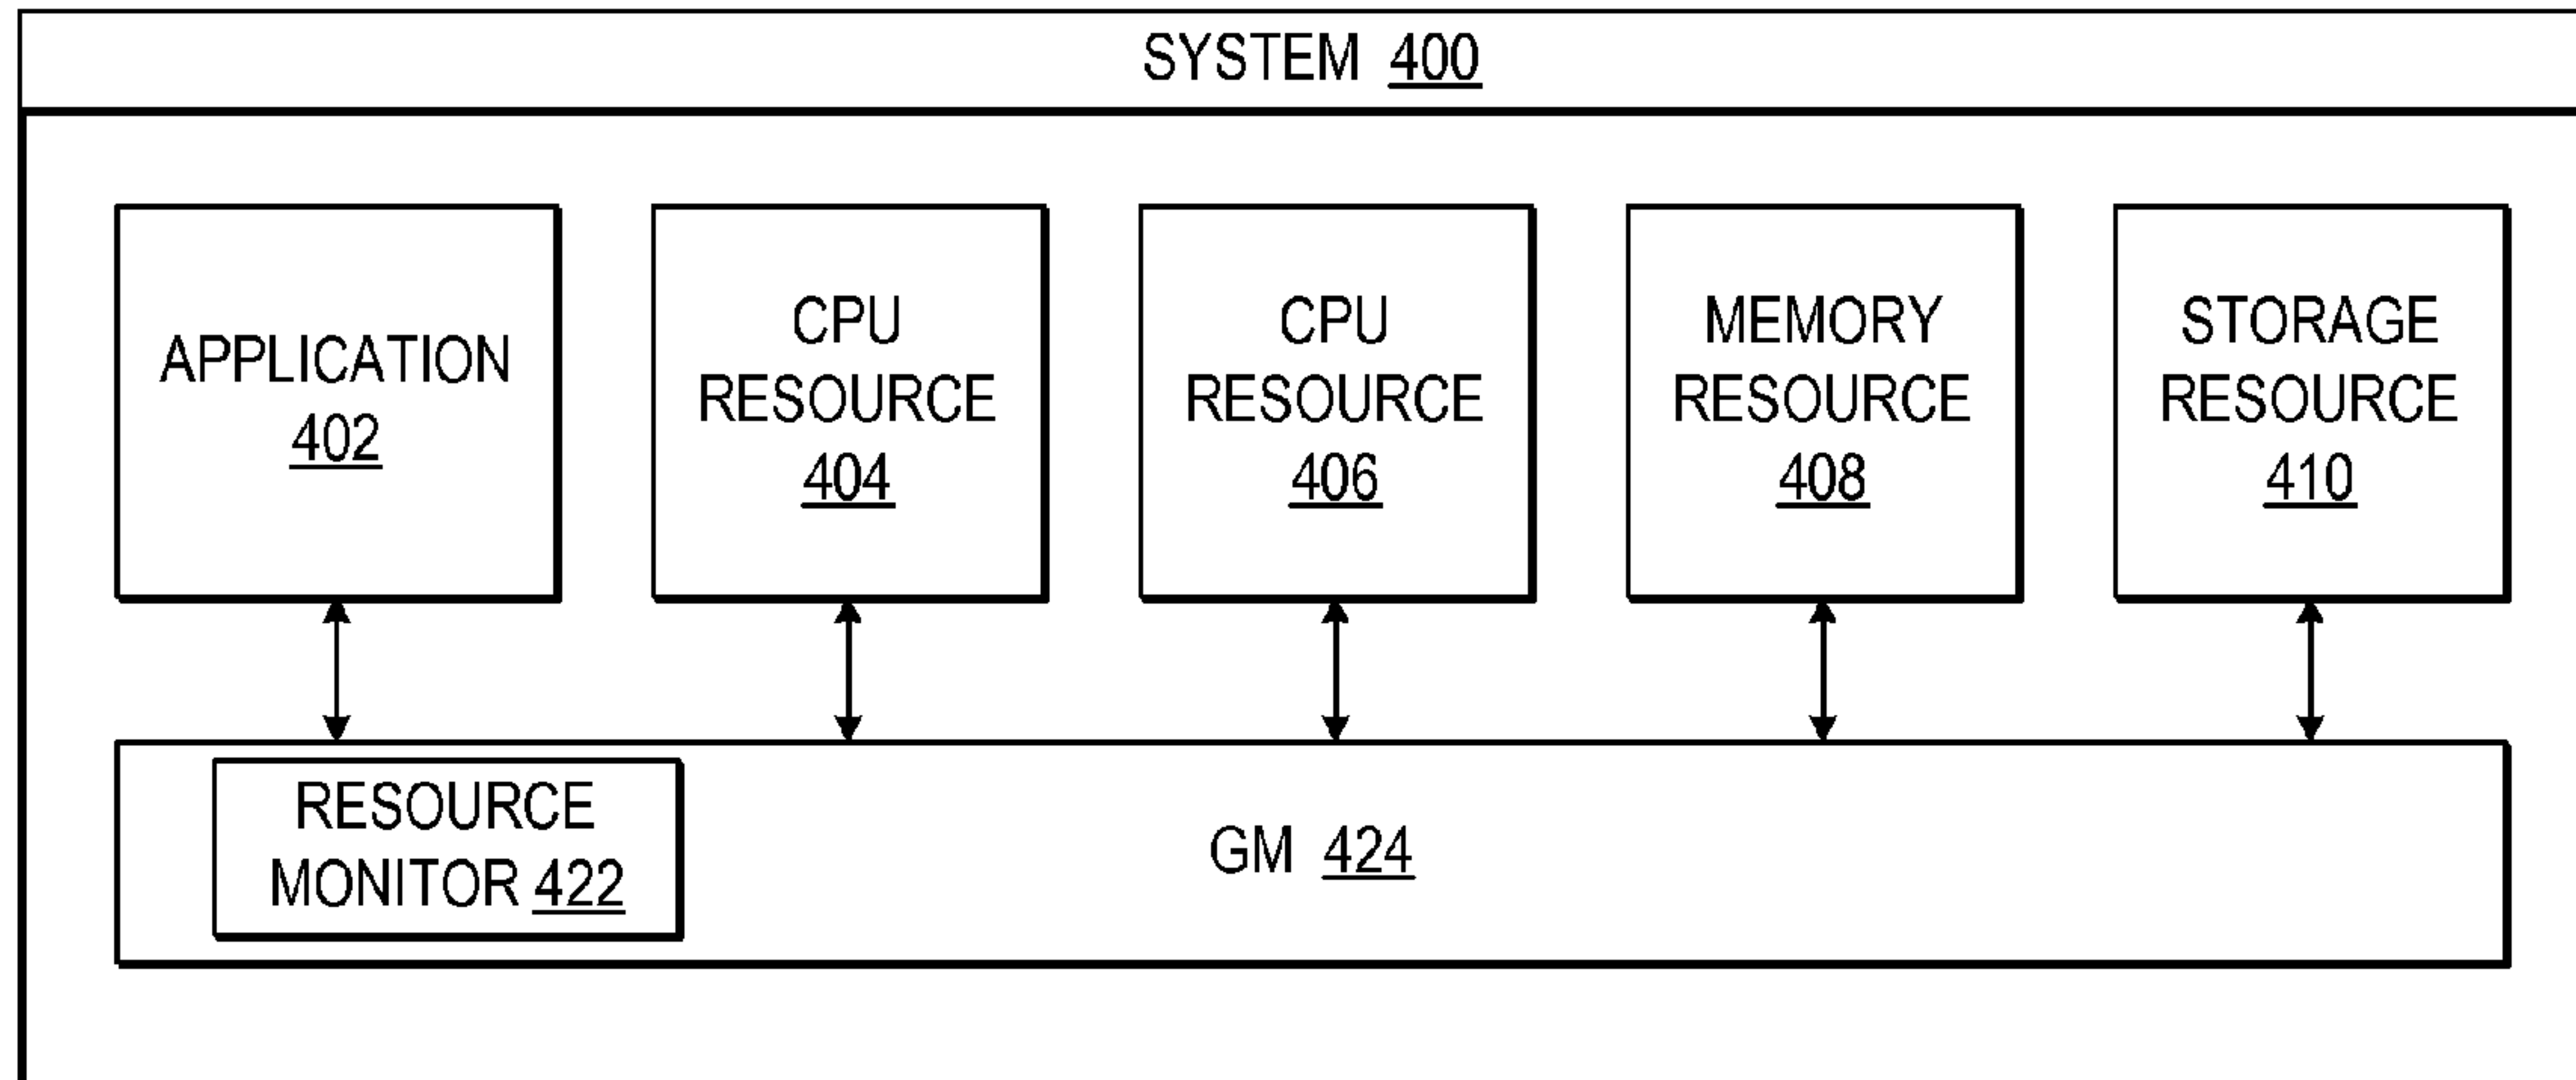 SYSTEM 400
APPLICATION
402
CPU
RESOURCE
404
CPU
RESOURCE
406
MEMORY
RESOURCE
408
STORAGE
RESOURCE
410
RESOURCE
MONITOR 422
GM 424